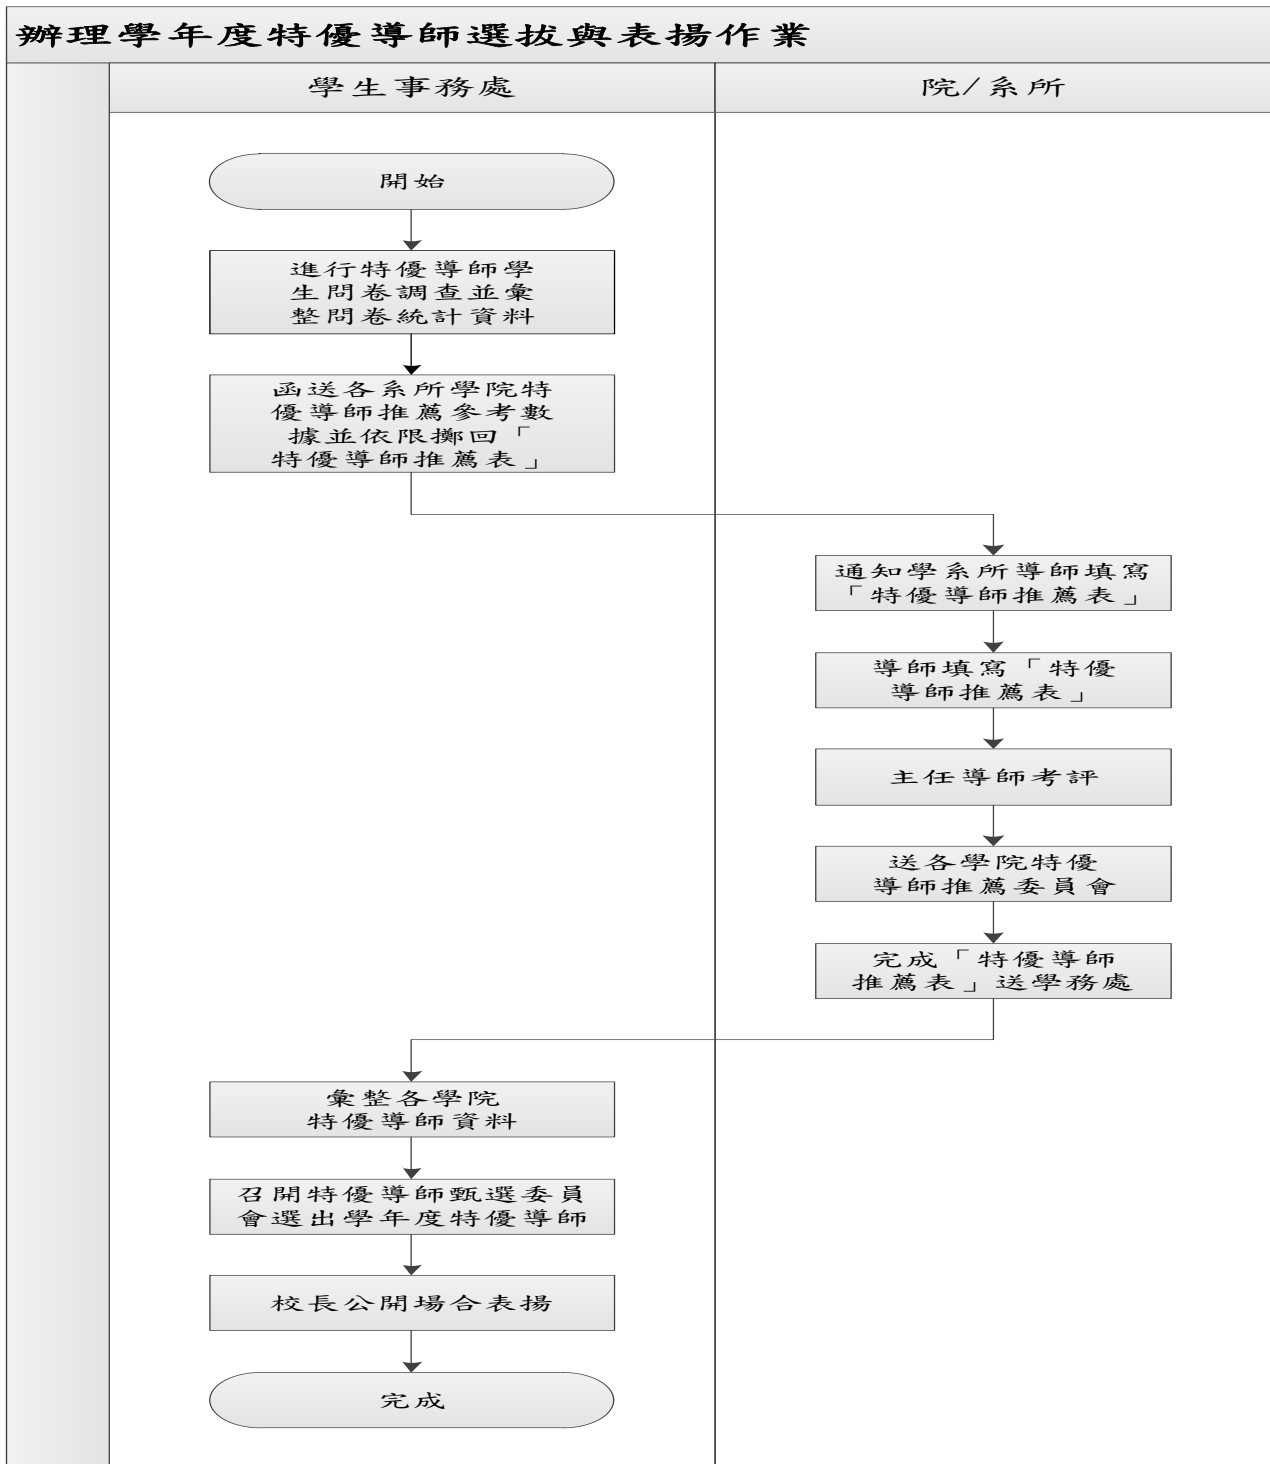 辦理學年度特優導師選拔與表揚作業
學生事務處
院/系所
開始
進行特優導師學
生問卷調查並彙
整問卷統計資料
函送各系所學院特
優導師推薦參考數
據並依限擲回「
特優導師推薦表」
通知學系所導師填寫
「特優導師推薦表」
導師填寫「特優
導師推薦表」
主任導師考評
送各學院特優
導師推薦委員會
完成「特優導師
推薦表」送學務處
彙整各學院
特優導師資料
召開特優導師甄選委員
會選出學年度特優導師
校長公開場合表揚
完成